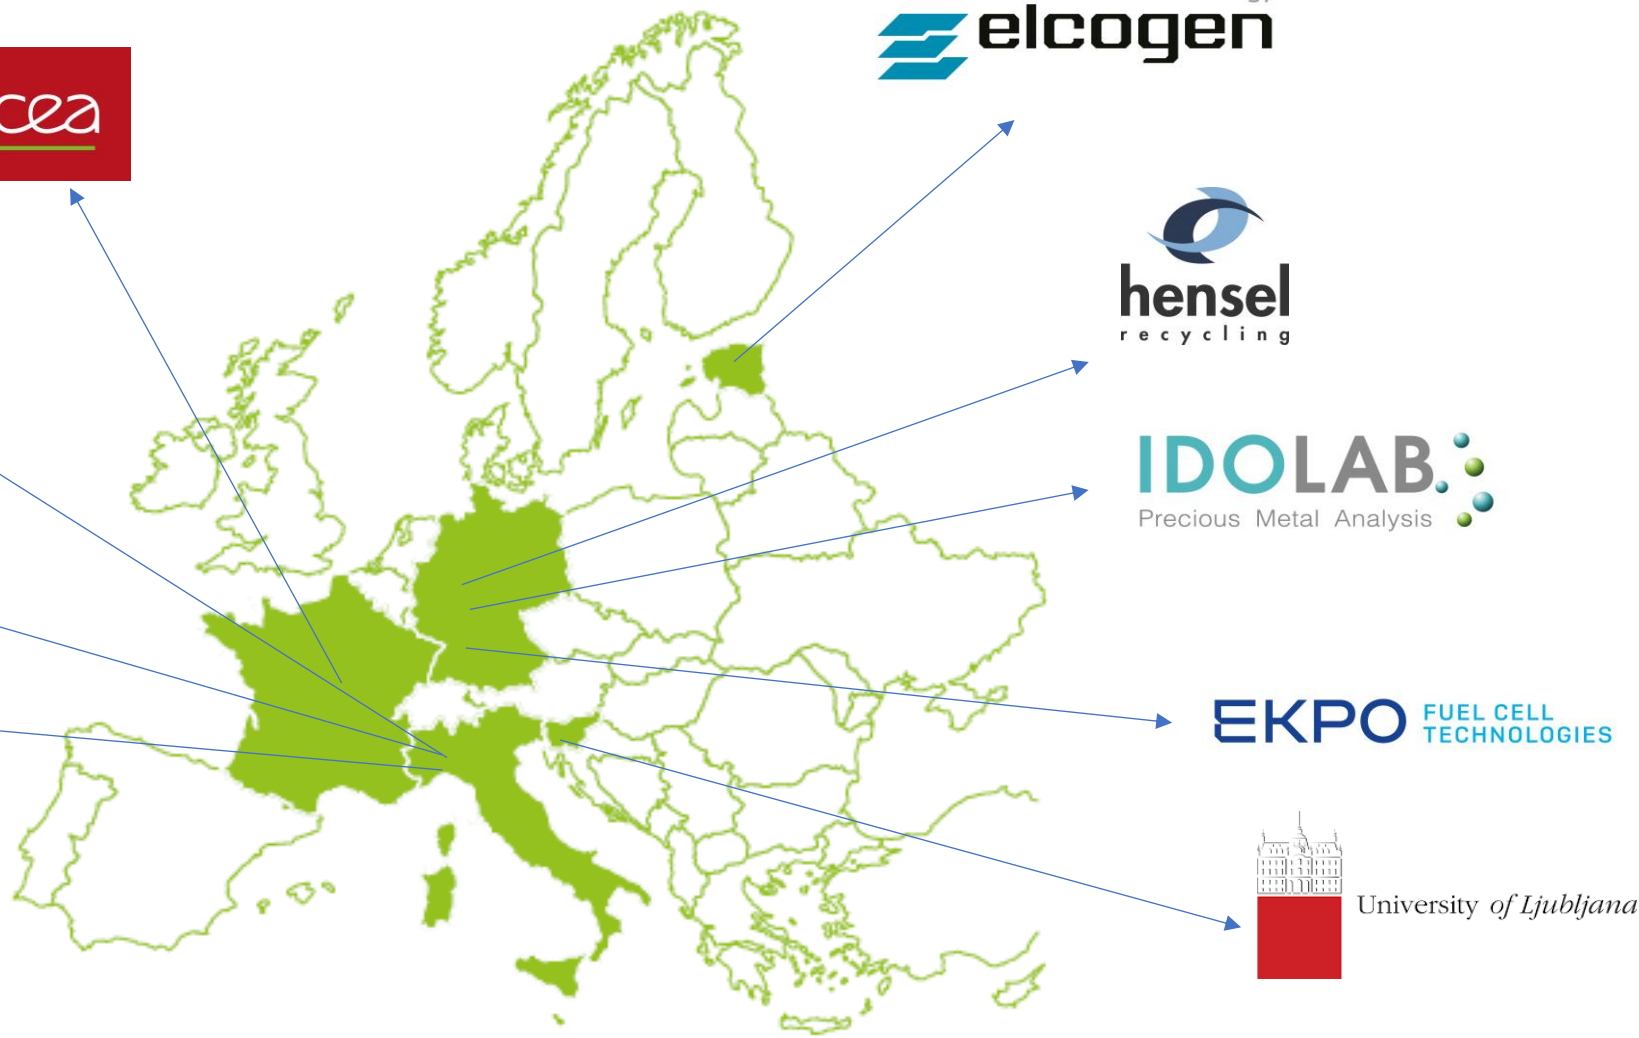 elcogen
cea
hensel
recycling
IDOLAB
Precious Metal Analysis
EKPO FUEL CELL
TECHNOLOGIES
University of Ljubljana